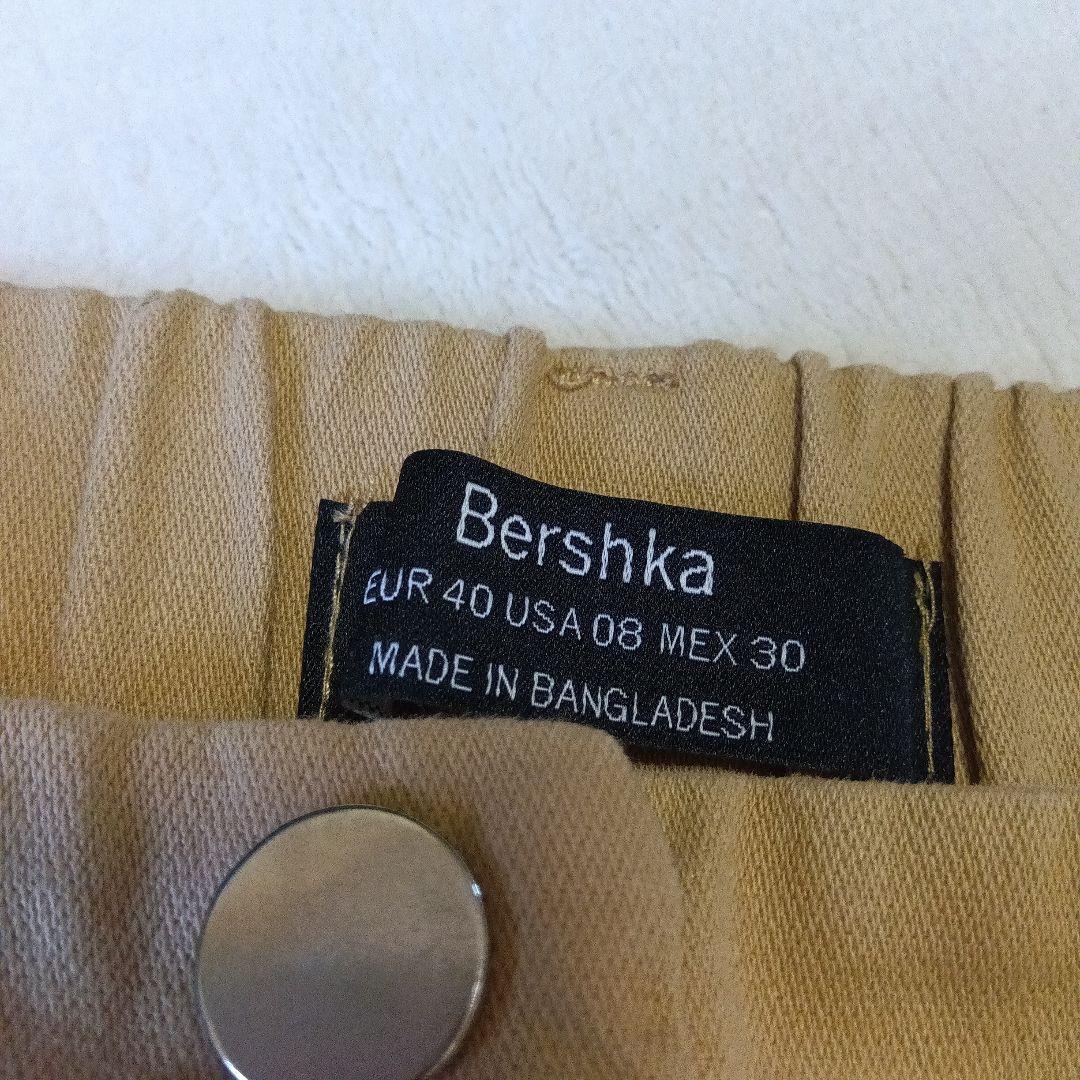 Bershka
EUR 40 USA 08 MEX 30
MADE IN BANGLADESH